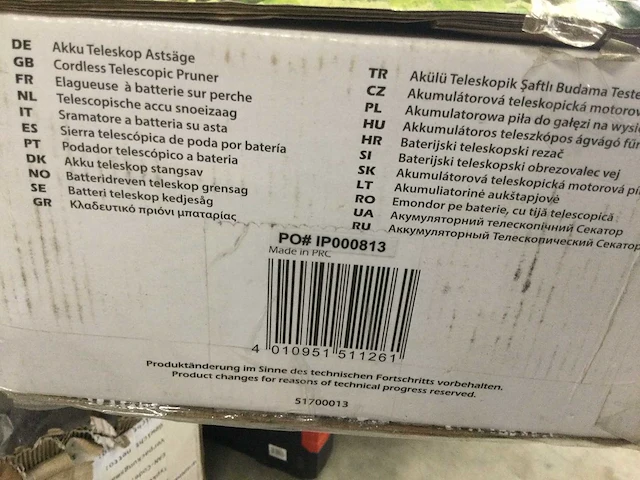 DE Akku Teleskop Astsäge
GB Cordless Telescopic Pruner
FR Elagueuse à batterie sur perche
NL Telescopische accu snoeizaag
IT Sramatore a batteria su asta
ES Sierra telescópica de poda por batería
PT Podador telescópico a bateria
DK Akku teleskop stangsav
NO Batteridreven teleskop grensag
SE Batteri teleskop kedjesåg
GR Κλαδευτικό πριόνι μπαταρίας
TR Akülü Teleskopik Şaftlı Budama Teste
CZ Akumulátorová teleskopická motorov
PL Akumulatorowa piła do gałęzi na wysi
HU Akkumulátoros teleszkópos ágvágó fűr
HR Baterijski teleskopski rezač
SI Baterijski teleskopski obrezovalec vej
SK Akumulátorová teleskopická motorová pí
LT Akumuliatorinė aukštapjovė
RO Emondor pe baterie, cu tijă telescopică
UA Акумуляторний телескопічний Секатор
RU Аккумуляторный Телескопический Секатор
PO# IP000813
Made in PRC
4 010951 511261
Produktänderung im Sinne des technischen Fortschritts vorbehalten.
Product changes for reasons of technical progress reserved.
51700013